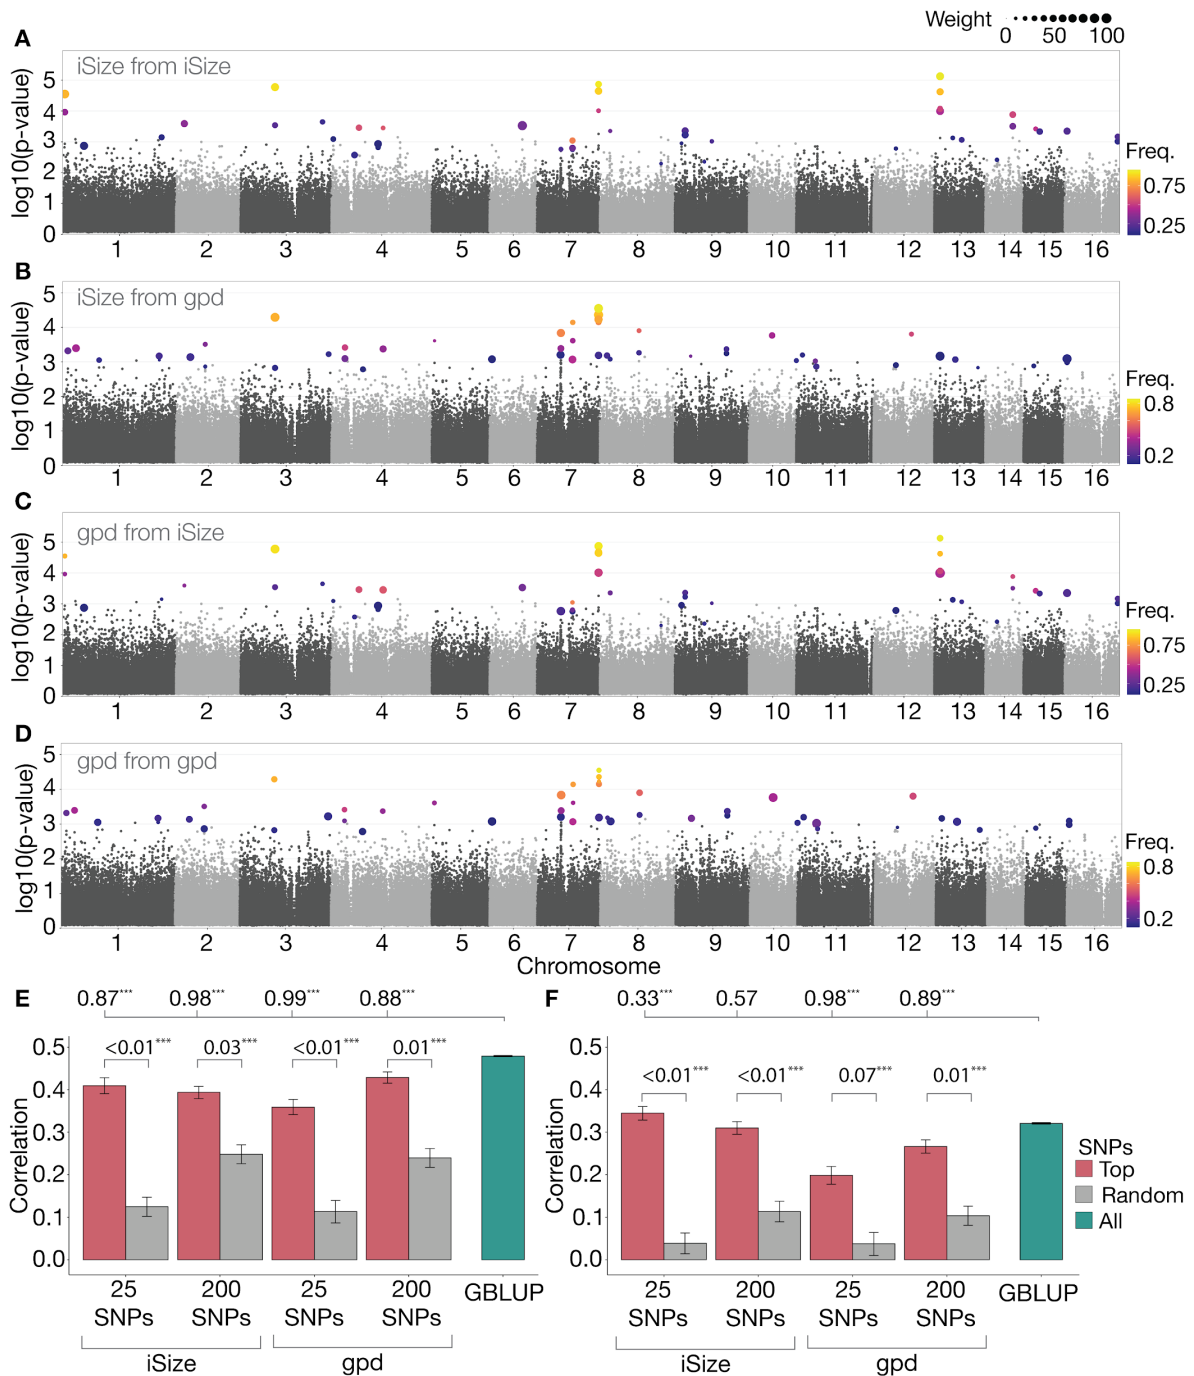 Weight
0 50 100
A
iSize from iSize
log10(p-value)
5
4
3
2
1
0
1 2 3 4 5 6 7 8 9 10 11 12 13 14 15 16
Freq.
0.75
0.25
B
iSize from gpd
log10(p-value)
5
4
3
2
1
0
1 2 3 4 5 6 7 8 9 10 11 12 13 14 15 16
Freq.
0.8
0.2
C
gpd from iSize
log10(p-value)
5
4
3
2
1
0
1 2 3 4 5 6 7 8 9 10 11 12 13 14 15 16
Freq.
0.75
0.25
D
gpd from gpd
log10(p-value)
5
4
3
2
1
0
1 2 3 4 5 6 7 8 9 10 11 12 13 14 15 16
Chromosome
Freq.
0.8
0.2
E
0.87*** 0.98*** 0.99*** 0.88***
<0.01*** 0.03*** <0.01*** 0.01***
Correlation
0.5
0.4
0.3
0.2
0.1
0.0
25 200 25 200 GBLUP
SNPs SNPs SNPs SNPs
iSize gpd
F
0.33*** 0.57 0.98*** 0.89***
<0.01*** <0.01*** 0.07*** 0.01***
Correlation
0.5
0.4
0.3
0.2
0.1
0.0
25 200 25 200 GBLUP
SNPs SNPs SNPs SNPs
iSize gpd
SNPs
Top
Random
All